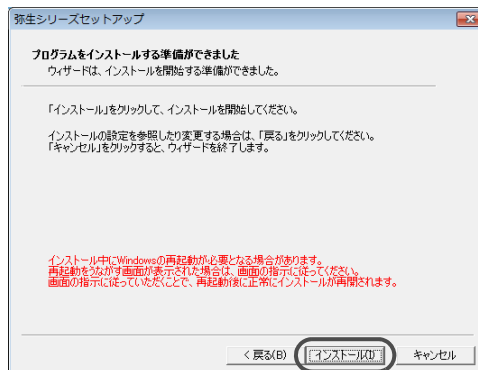 弥生シリーズセットアップ
プログラムをインストールする準備ができました
ウィザードは、インストールを開始する準備ができました。
「インストール」をクリックして、インストールを開始してください。
インストールの設定を参照したり変更する場合は、「戻る」をクリックしてください。
「キャンセル」をクリックすると、ウィザードを終了します。
インストール中にWindowsの再起動が必要となる場合があります。
再起動をうながす画面が表示された場合は、画面の指示に従ってください。
画面の指示に従っていただくことで、再起動後に正常にインストールが再開されます。
< 戻る(B) インストール(I) キャンセル